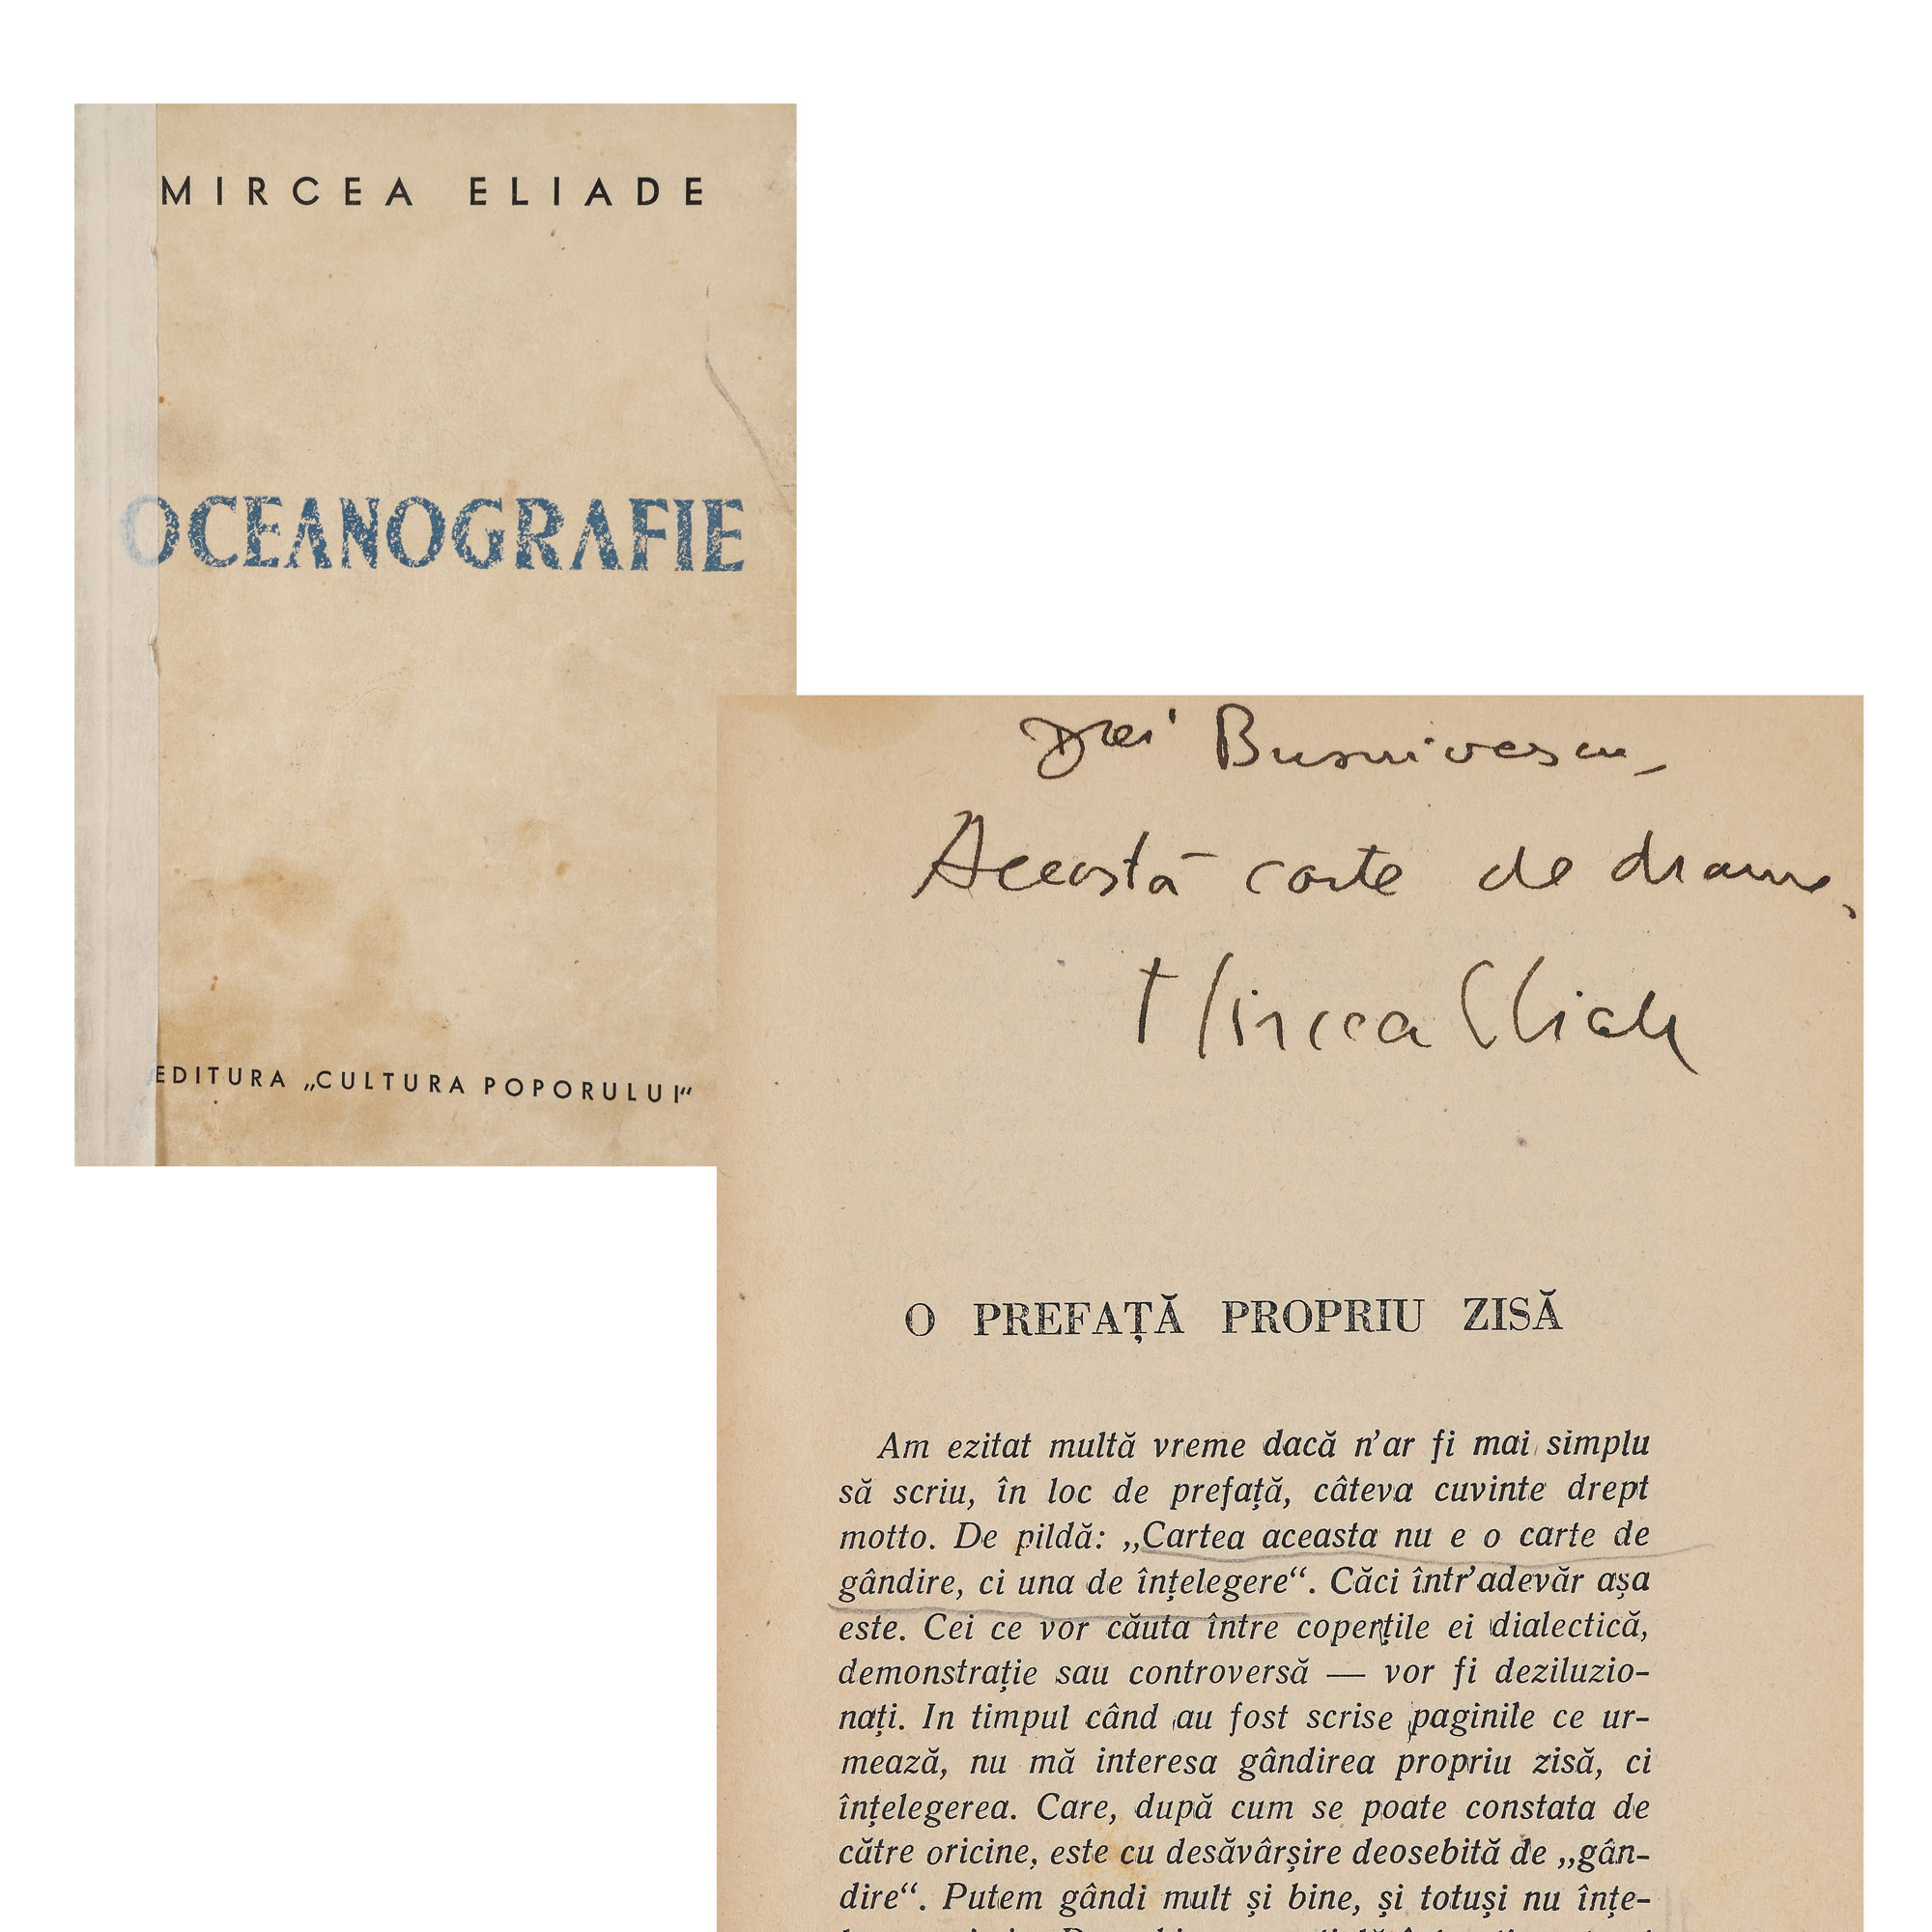 MIRCEA ELIADE
OCEANOGRAFIE
EDITURA „CULTURA POPORULUI“
Această carte de drame,
Mircea Eliade
O PREFAȚĂ PROPRIU ZISĂ
Am ezitat multă vreme dacă n'ar fi mai simplu
să scriu, în loc de prefață, câteva cuvinte drept
motto. De pildă: „Cartea aceasta nu e o carte de
gândire, ci una de înțelegere“. Căci într'adevăr așa
este. Cei ce vor căuta între coperțile ei dialectică,
demonstrație sau controversă — vor fi deziluzio-
nați. In timpul când au fost scrise paginile ce ur-
mează, nu mă interesa gândirea propriu zisă, ci
înțelegerea. Care, după cum se poate constata de
către oricine, este cu desăvârșire deosebită de „gân-
dire“. Putem gândi mult și bine, și totuși nu înțe-